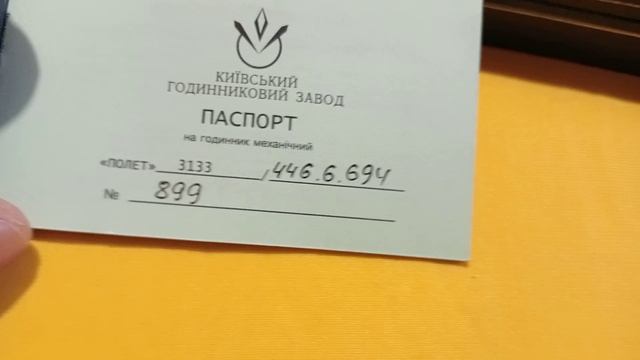 КИЇВСЬКИЙ
ГОДИННИКОВИЙ ЗАВОД
ПАСПОРТ
на годинник механічний
«ПОЛЕТ» 3133 / 446.6.694
№ 899